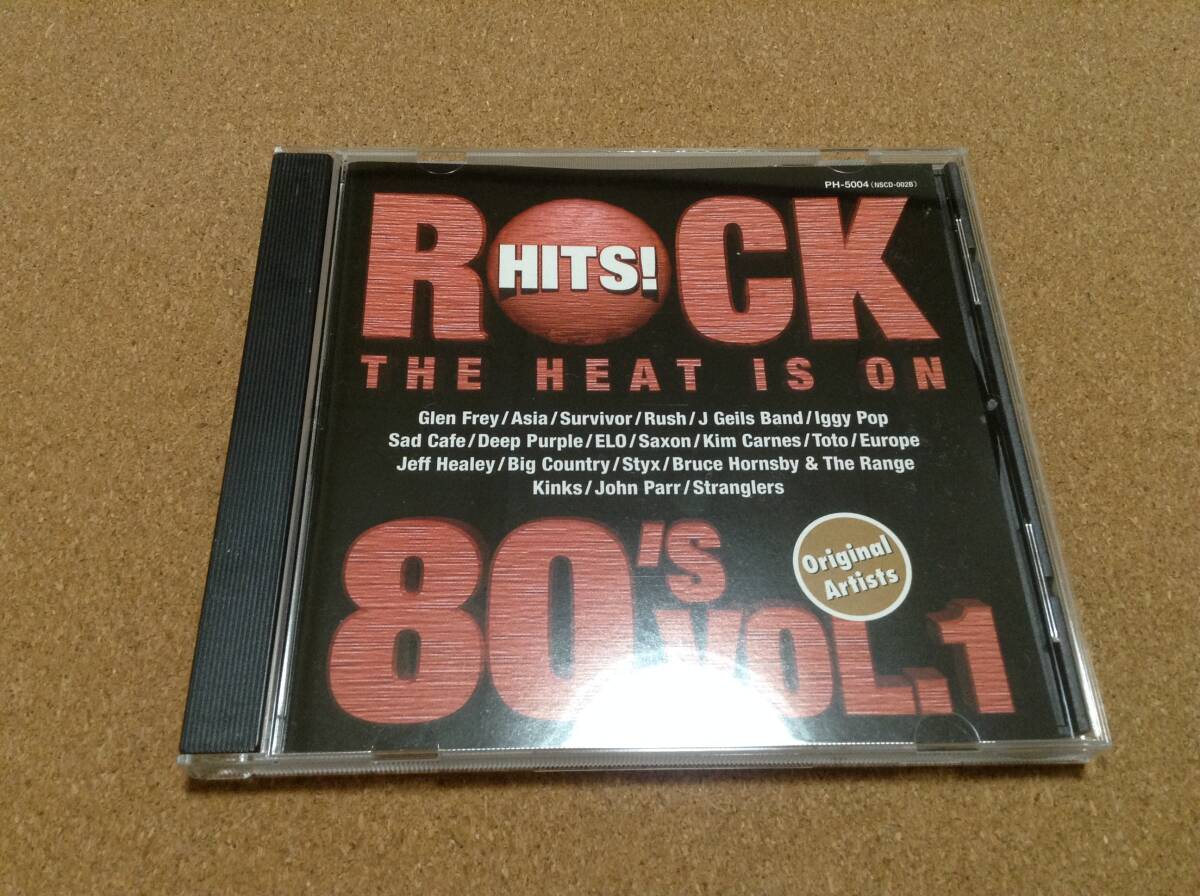 PH-5004 (NSCD-002B)
ROCK
HITS!
THE HEAT IS ON
Glen Frey/Asia/Survivor/Rush/J Geils Band/Iggy Pop
Sad Cafe/Deep Purple/ELO/Saxon/Kim Carnes/Toto/Europe
Jeff Healey/Big Country/Styx/Bruce Hornsby & The Range
Kinks/John Parr/Stranglers
80'S
VOL.1
Original
Artists